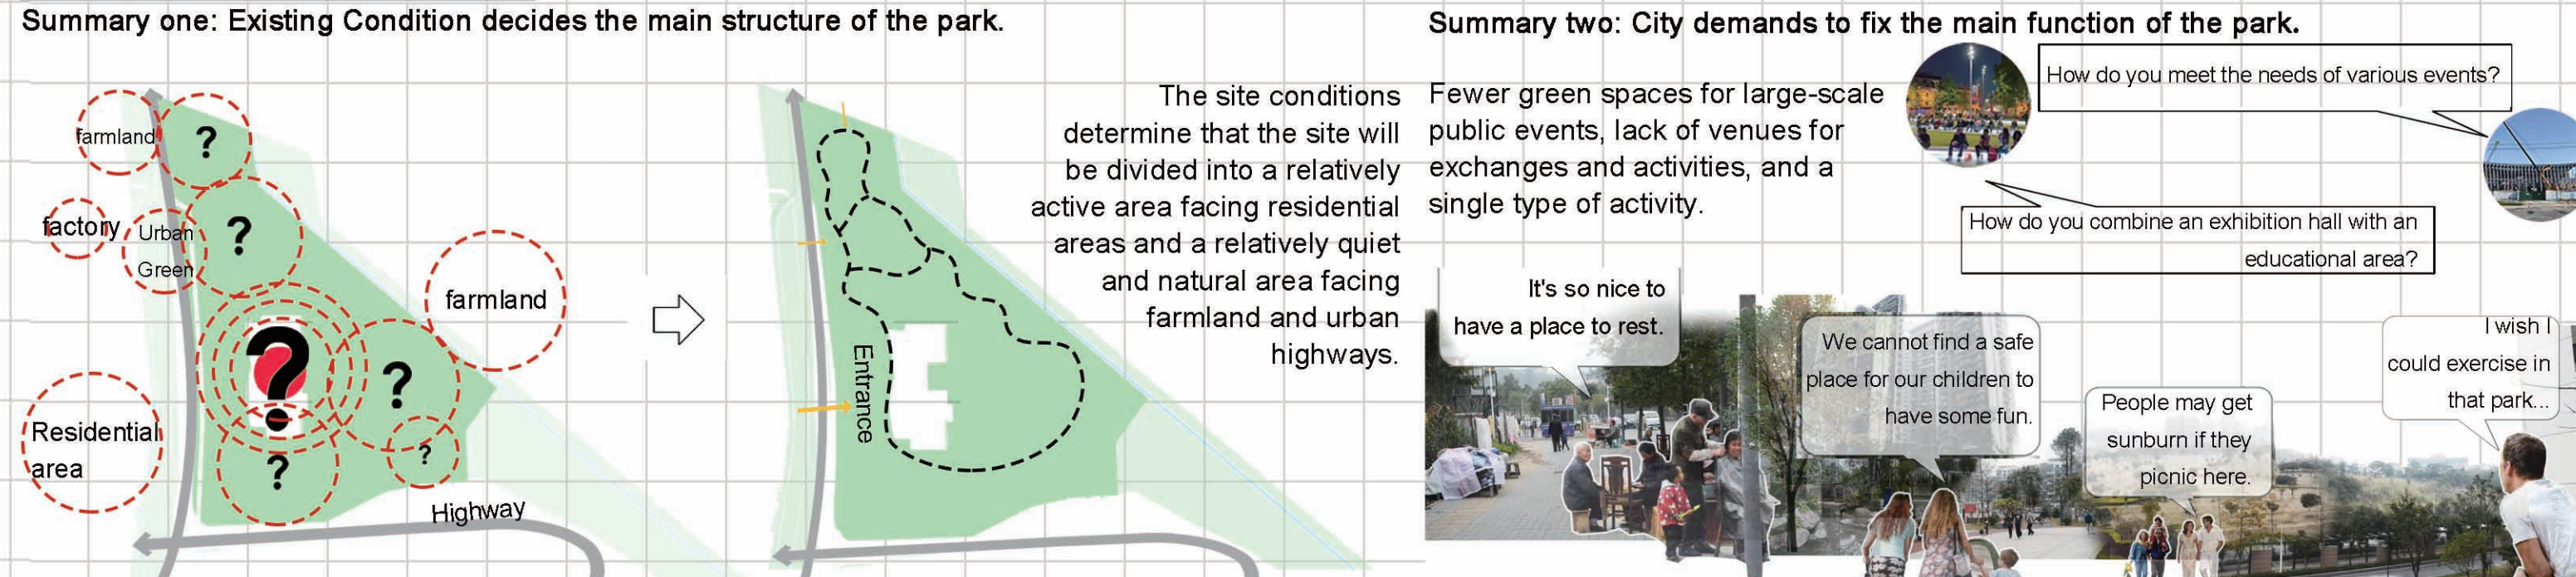 Summary one: Existing Condition decides the main structure of the park.
farmland
?
factory
Urban
Green
?
farmland
?
?
Residential
area
?
?
Highway
Entrance
The site conditions
determine that the site will
be divided into a relatively
active area facing residential
areas and a relatively quiet
and natural area facing
farmland and urban
highways.
Summary two: City demands to fix the main function of the park.
Fewer green spaces for large-scale
public events, lack of venues for
exchanges and activities, and a
single type of activity.
How do you meet the needs of various events?
How do you combine an exhibition hall with an
educational area?
It's so nice to
have a place to rest.
We cannot find a safe
place for our children to
have some fun.
People may get
sunburn if they
picnic here.
I wish I
could exercise in
that park...